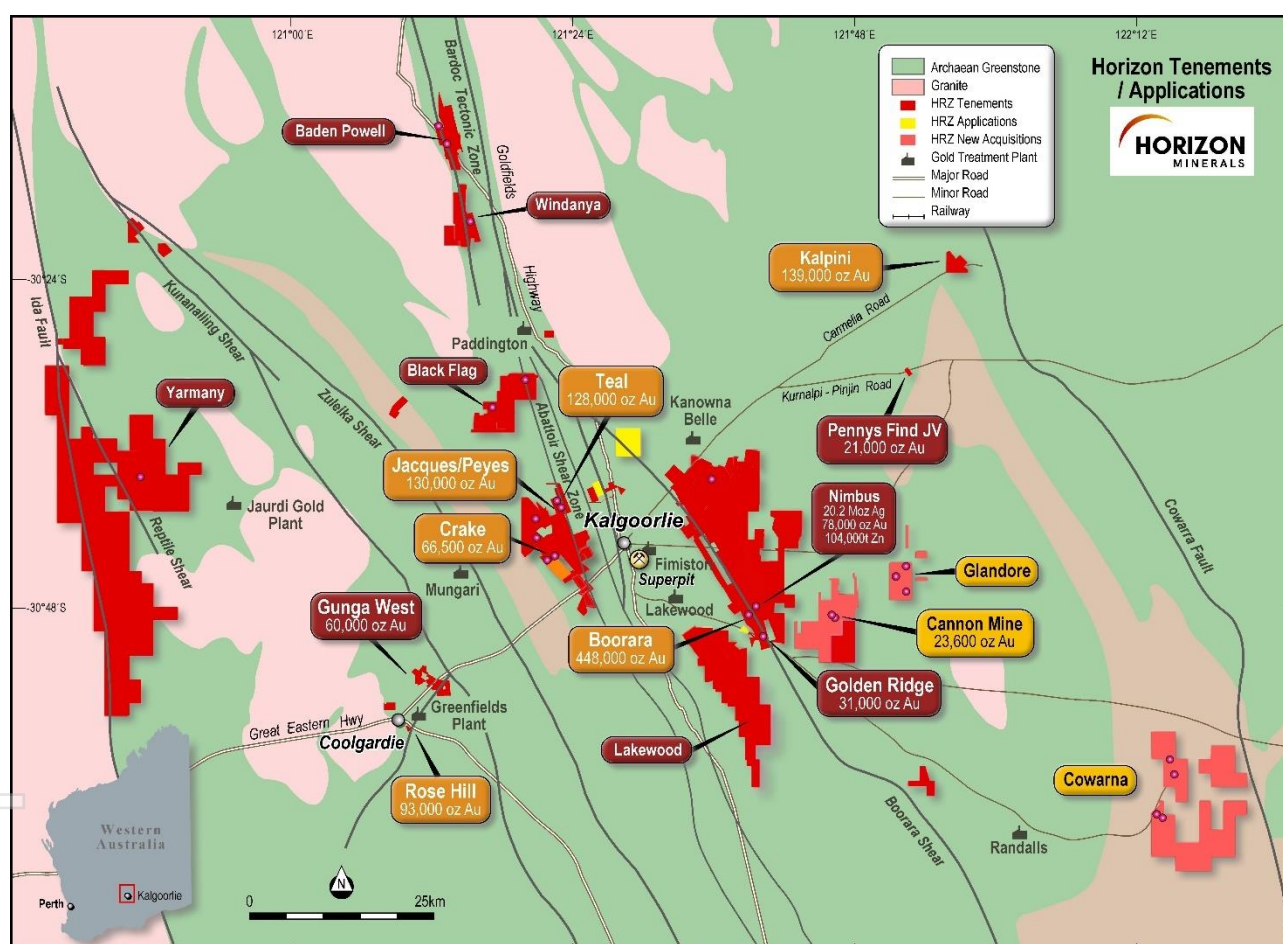 121°00´E
121°24´E
121°48´E
122°12´E
-30°24´S
-30°48´S
Horizon Tenements
/ Applications
HORIZON
MINERALS
Archaean Greenstone
Granite
HRZ Tenements
HRZ Applications
HRZ New Acquisitions
Gold Treatment Plant
Major Road
Minor Road
Railway
Bardoc Tectonic Zone
Goldfields
Highway
Baden Powell
Windanya
Kalpini
139,000 oz Au
Carmelia Road
Ida Fault
Kunanalling Shear
Zuleika Shear
Paddington
Black Flag
Teal
128,000 oz Au
Abattoir Shear Zone
Kanowna
Belle
Kurnalpi - Pinjin Road
Pennys Find JV
21,000 oz Au
Yarmany
Reptile Shear
Jaurdi Gold
Plant
Jacques/Peyes
130,000 oz Au
Crake
66,500 oz Au
Kalgoorlie
Fimiston
Superpit
Nimbus
20.2 Moz Ag
78,000 oz Au
104,000t Zn
Cowarra Fault
Glandore
Mungari
Lakewood
Cannon Mine
23,600 oz Au
Gunga West
60,000 oz Au
Boorara
448,000 oz Au
Golden Ridge
31,000 oz Au
Greenfields
Plant
Great Eastern Hwy
Coolgardie
Lakewood
Rose Hill
93,000 oz Au
Cowarna
Boorara Shear
Randalls
Western
Australia
Kalgoorlie
Perth
N
0
25km